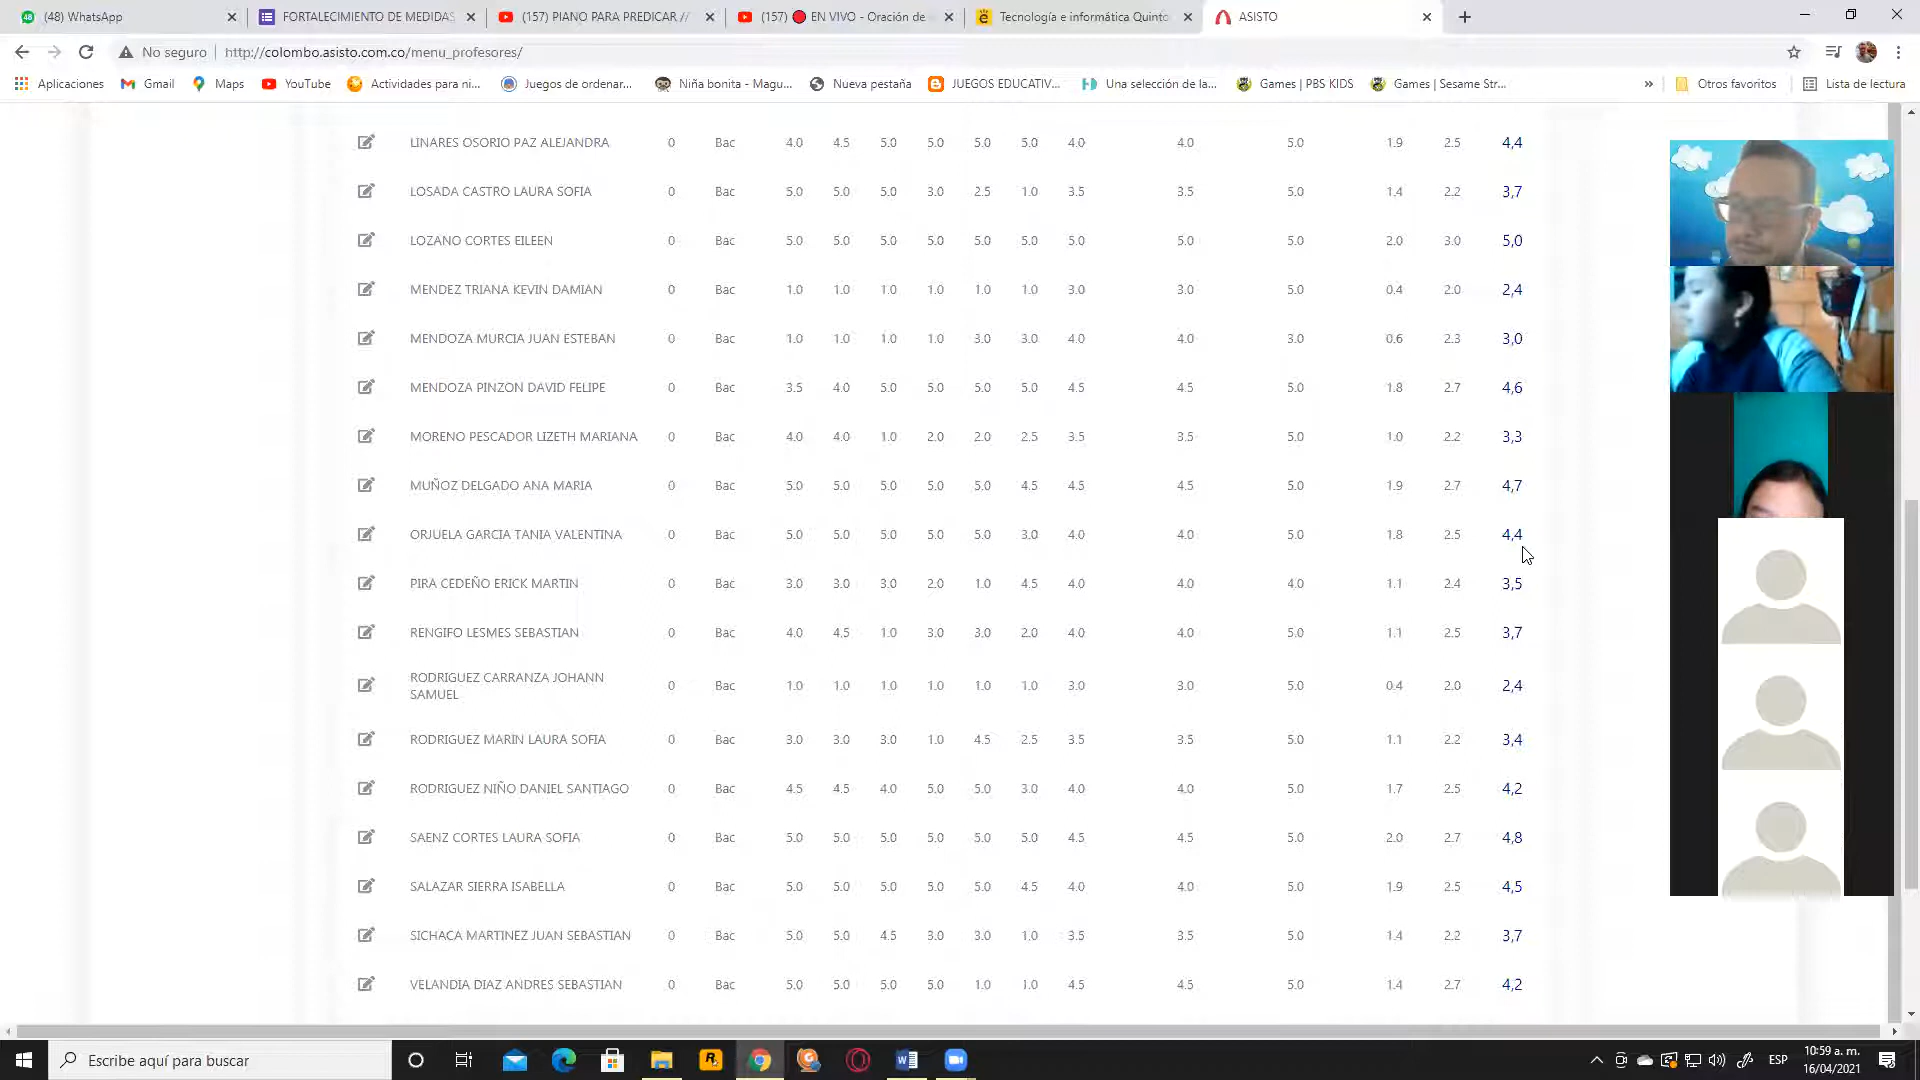 (48) WhatsApp
FORTALECIMIENTO DE MEDIDAS
(157) PIANO PARA PREDICAR //
(157) EN VIVO - Oración de
Tecnología e informática Quinto
ASISTO
No seguro | http://colombo.asisto.com.co/menu_profesores/
Aplicaciones Gmail Maps YouTube Actividades para ni... Juegos de ordenar... Niña bonita - Magu... Nueva pestaña JUEGOS EDUCATIV... Una selección de la... Games | PBS KIDS Games | Sesame Str... » Otros favoritos Lista de lectura
LINARES OSORIO PAZ ALEJANDRA 0 Bac 4.0 4.5 5.0 5.0 5.0 5.0 4.0 4.0 5.0 1.9 2.5 4,4
LOSADA CASTRO LAURA SOFIA 0 Bac 5.0 5.0 5.0 3.0 2.5 1.0 3.5 3.5 5.0 1.4 2.2 3,7
LOZANO CORTES EILEEN 0 Bac 5.0 5.0 5.0 5.0 5.0 5.0 5.0 5.0 5.0 2.0 3.0 5,0
MENDEZ TRIANA KEVIN DAMIAN 0 Bac 1.0 1.0 1.0 1.0 1.0 1.0 3.0 3.0 5.0 0.4 2.0 2,4
MENDOZA MURCIA JUAN ESTEBAN 0 Bac 1.0 1.0 1.0 1.0 3.0 3.0 4.0 4.0 3.0 0.6 2.3 3,0
MENDOZA PINZON DAVID FELIPE 0 Bac 3.5 4.0 5.0 5.0 5.0 5.0 4.5 4.5 5.0 1.8 2.7 4,6
MORENO PESCADOR LIZETH MARIANA 0 Bac 4.0 4.0 1.0 2.0 2.0 2.5 3.5 3.5 5.0 1.0 2.2 3,3
MUÑOZ DELGADO ANA MARIA 0 Bac 5.0 5.0 5.0 5.0 5.0 4.5 4.5 4.5 5.0 1.9 2.7 4,7
ORJUELA GARCIA TANIA VALENTINA 0 Bac 5.0 5.0 5.0 5.0 5.0 3.0 4.0 4.0 5.0 1.8 2.5 4,4
PIRA CEDEÑO ERICK MARTIN 0 Bac 3.0 3.0 3.0 2.0 1.0 4.5 4.0 4.0 4.0 1.1 2.4 3,5
RENGIFO LESMES SEBASTIAN 0 Bac 4.0 4.5 1.0 3.0 3.0 2.0 4.0 4.0 5.0 1.1 2.5 3,7
RODRIGUEZ CARRANZA JOHANN
SAMUEL 0 Bac 1.0 1.0 1.0 1.0 1.0 1.0 3.0 3.0 5.0 0.4 2.0 2,4
RODRIGUEZ MARIN LAURA SOFIA 0 Bac 3.0 3.0 3.0 1.0 4.5 2.5 3.5 3.5 5.0 1.1 2.2 3,4
RODRIGUEZ NIÑO DANIEL SANTIAGO 0 Bac 4.5 4.5 4.0 5.0 5.0 3.0 4.0 4.0 5.0 1.7 2.5 4,2
SAENZ CORTES LAURA SOFIA 0 Bac 5.0 5.0 5.0 5.0 5.0 5.0 4.5 4.5 5.0 2.0 2.7 4,8
SALAZAR SIERRA ISABELLA 0 Bac 5.0 5.0 5.0 5.0 5.0 4.5 4.0 4.0 5.0 1.9 2.5 4,5
SICHACA MARTINEZ JUAN SEBASTIAN 0 Bac 5.0 5.0 4.5 3.0 3.0 1.0 3.5 3.5 5.0 1.4 2.2 3,7
VELANDIA DIAZ ANDRES SEBASTIAN 0 Bac 5.0 5.0 5.0 5.0 1.0 1.0 4.5 4.5 5.0 1.4 2.7 4,2
Escribe aquí para buscar
ESP
10:59 a. m.
16/04/2021